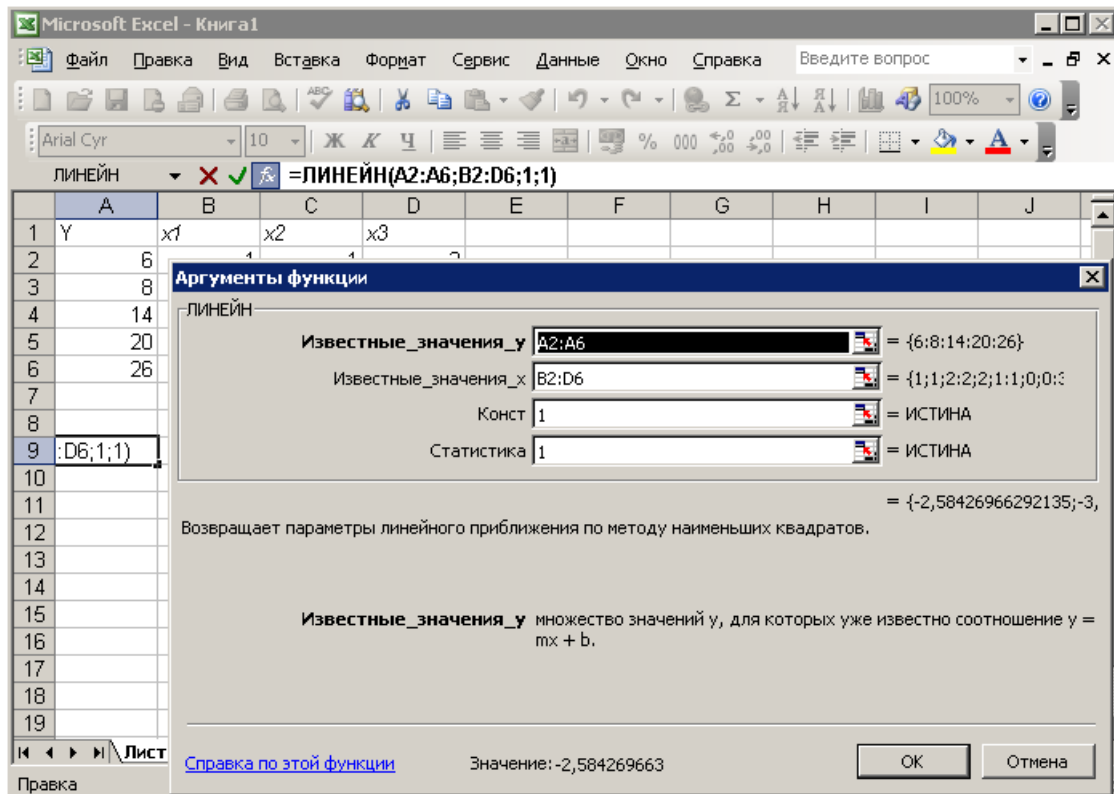 Microsoft Excel - Книга1
Файл Правка Вид Вставка Формат Сервис Данные Окно Справка Введите вопрос
100%
Arial Cyr 10 Ж К Ч % 000
ЛИНЕЙН =ЛИНЕЙН(A2:A6;B2:D6;1;1)
A B C D E F G H I J
1 Y x1 x2 x3
2 6 1 1 2
3 8
4 14
5 20
6 26
7
8
9 :D6;1;1)
10
11
12
13
14
15
16
17
18
19
Аргументы функции
ЛИНЕЙН
Известные_значения_y A2:A6 = {6:8:14:20:26}
Известные_значения_x B2:D6 = {1;1;2:2;2;1:1;0;0:3
Конст 1 = ИСТИНА
Статистика 1 = ИСТИНА
= {-2,58426966292135;-3,
Возвращает параметры линейного приближения по методу наименьших квадратов.
Известные_значения_y множество значений y, для которых уже известно соотношение y =
mx + b.
Справка по этой функции Значение:-2,584269663 ОК Отмена
Лист
Правка